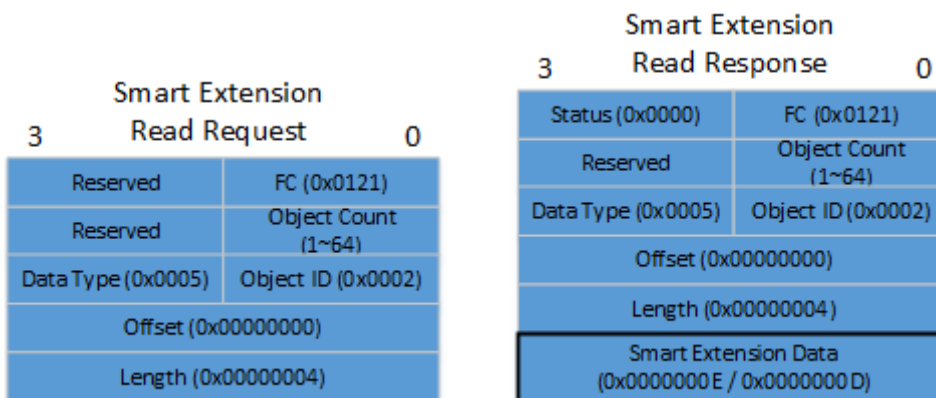 Smart Extension
Read Request
3 0
Reserved FC (0x0121)
Reserved Object Count
(1~64)
Data Type (0x0005) Object ID (0x0002)
Offset (0x00000000)
Length (0x00000004)
Smart Extension
Read Response
3 0
Status (0x0000) FC (0x0121)
Reserved Object Count
(1~64)
Data Type (0x0005) Object ID (0x0002)
Offset (0x00000000)
Length (0x00000004)
Smart Extension Data
(0x0000000E / 0x0000000D)